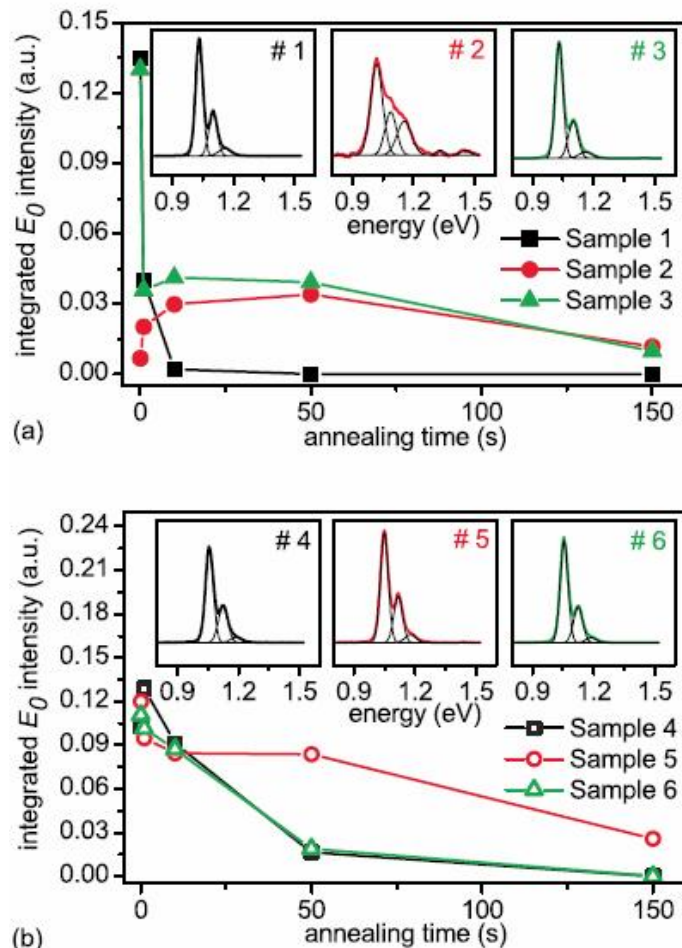 0.15
0.12
0.09
0.06
0.03
0.00
integrated E0 intensity (a.u.)
# 1
# 2
# 3
0.9 1.2 1.5
0.9 1.2 1.5
0.9 1.2 1.5
energy (eV)
Sample 1
Sample 2
Sample 3
0 50 100 150
(a)
annealing time (s)
0.24
0.21
0.18
0.15
0.12
0.09
0.06
0.03
0.00
integrated E0 intensity (a.u.)
# 4
# 5
# 6
0.9 1.2 1.5
0.9 1.2 1.5
0.9 1.2 1.5
energy (eV)
Sample 4
Sample 5
Sample 6
0 50 100 150
(b)
annealing time (s)